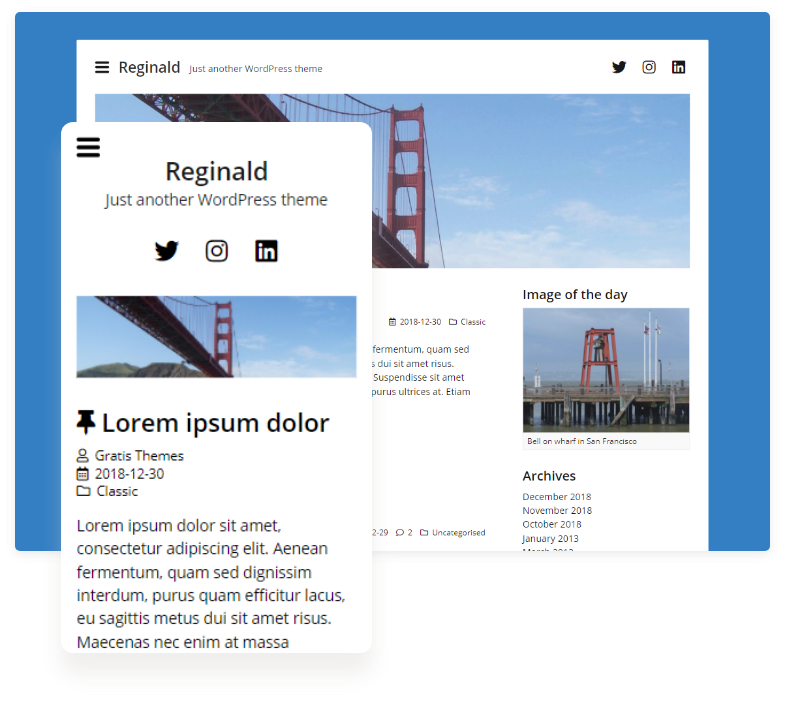 Reginald Just another WordPress theme
Reginald
Just another WordPress theme
Lorem ipsum dolor
Gratis Themes
2018-12-30
Classic
Lorem ipsum dolor sit amet,
consectetur adipiscing elit. Aenean
fermentum, quam sed dignissim
interdum, purus quam efficitur lacus,
eu sagittis metus dui sit amet risus.
Maecenas nec enim at massa
2018-12-30 Classic
fermentum, quam sed
s dui sit amet risus.
Suspendisse sit amet
purus ultrices at. Etiam
2-29 2 Uncategorised
Image of the day
Bell on wharf in San Francisco
Archives
December 2018
November 2018
October 2018
January 2013
March 2012